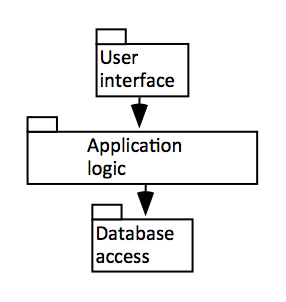 User
interface
Application
logic
Database
access